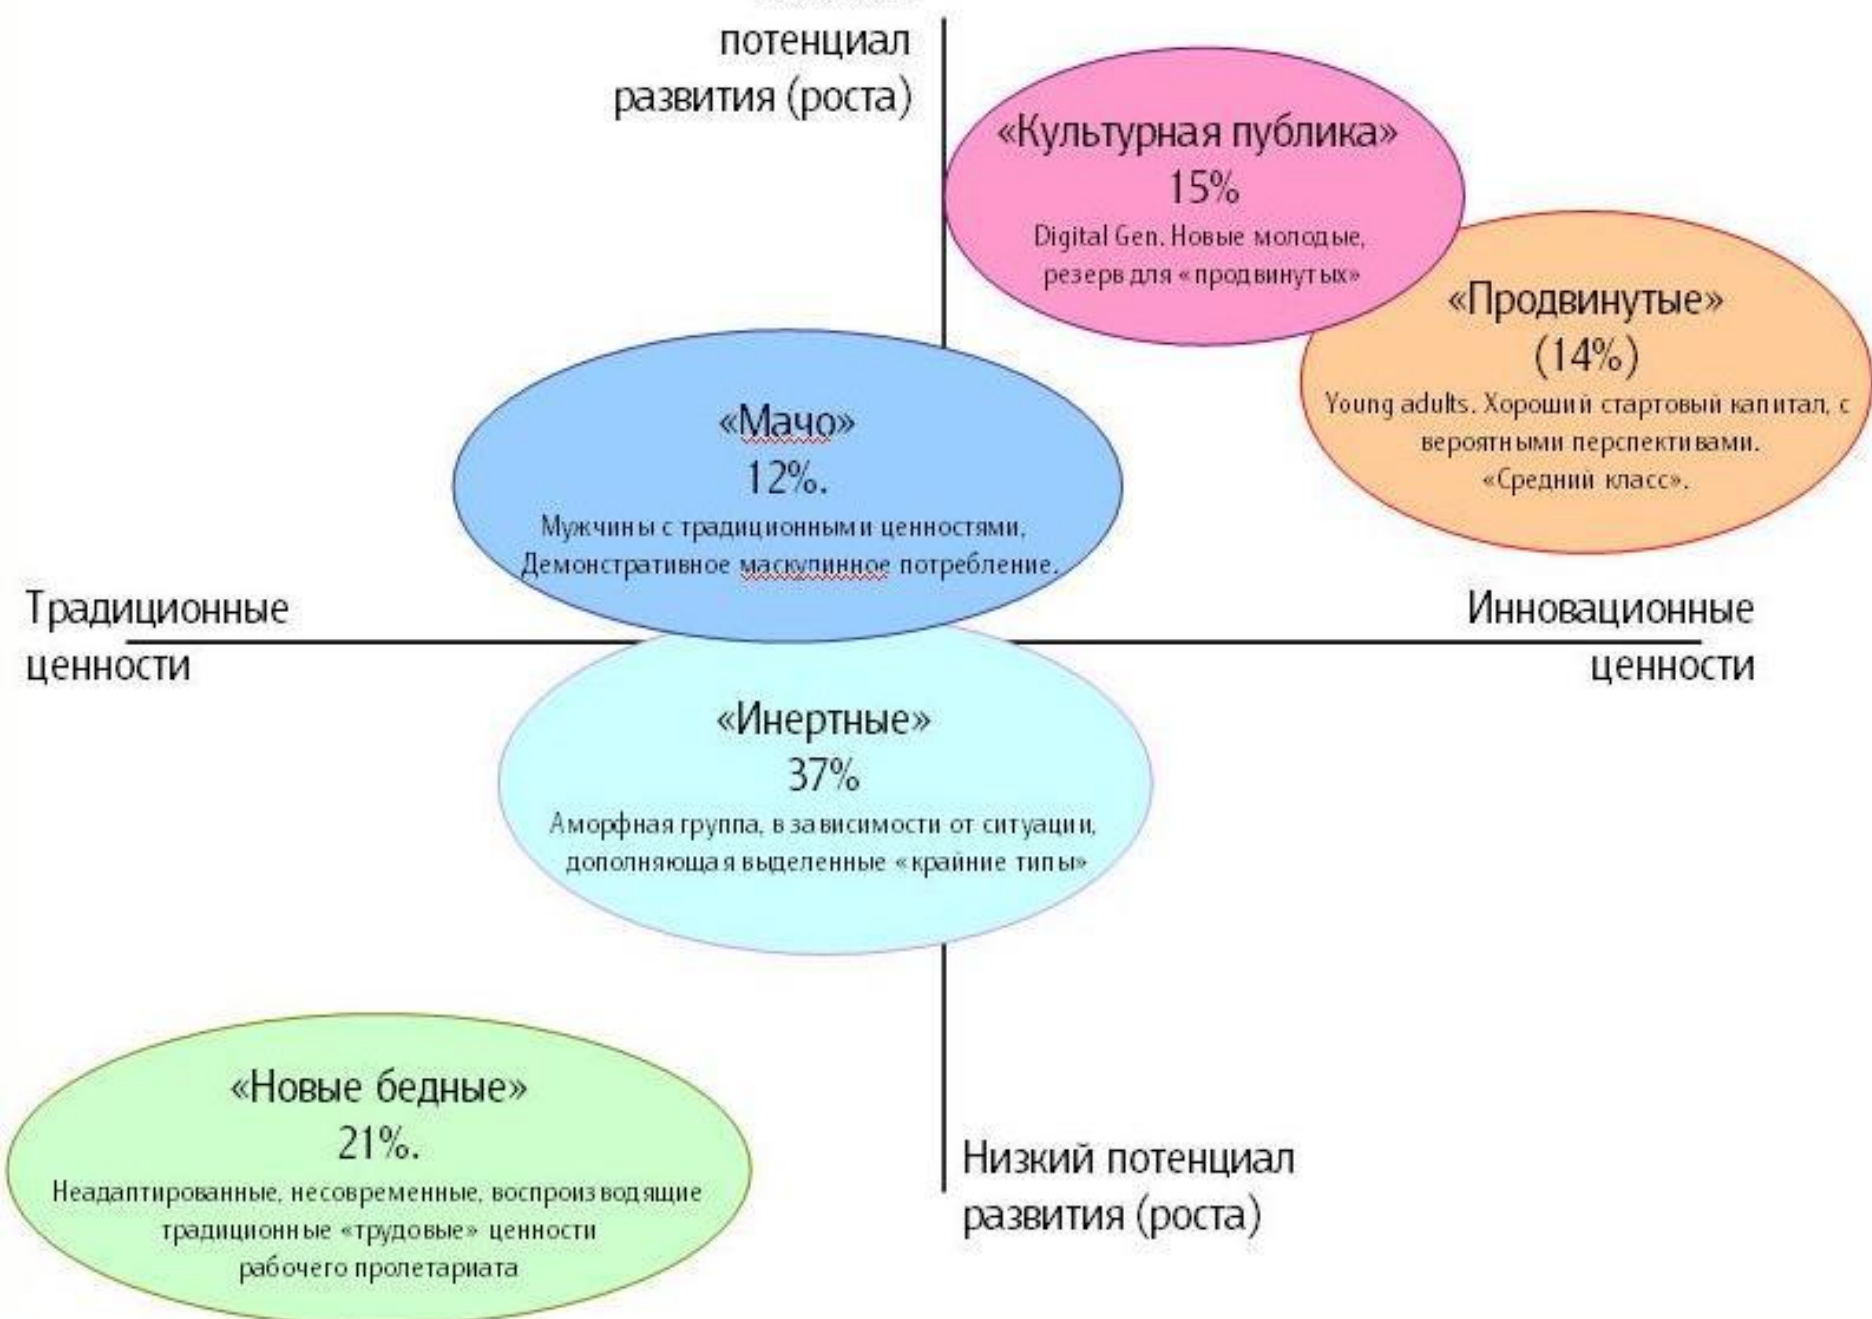 потенциал
развития (роста)
«Культурная публика»
15%
Digital Gen. Новые молодые,
резерв для «продвинутых»
«Продвинутые»
(14%)
Young adults. Хороший стартовый капитал, с
вероятными перспективами.
«Средний класс».
«Мачо»
12%.
Мужчины с традиционными ценностями,
Демонстративное маскулинное потребление.
Традиционные
ценности
Инновационные
ценности
«Инертные»
37%
Аморфная группа, в зависимости от ситуации,
дополняющая выделенные «крайние типы»
«Новые бедные»
21%.
Неадаптированные, несовременные, воспроизводящие
традиционные «трудовые» ценности
рабочего пролетариата
Низкий потенциал
развития (роста)